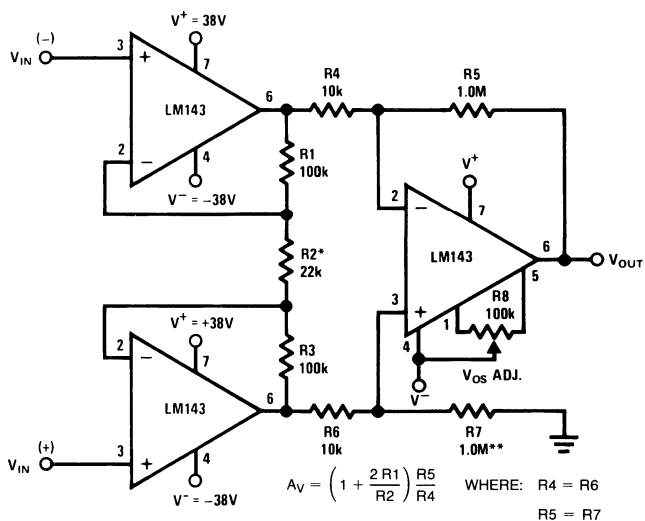 V⁺ = 38V
(−)
V_IN
3
+
7
LM143
6
2
−
4
V⁻ = −38V
R4
10k
R5
1.0M
R1
100k
R2*
22k
R3
100k
V⁺
7
2
−
LM143
6
V_OUT
5
3
+
4
1
R8
100k
V_OS ADJ.
V⁻
V⁺ = +38V
2
−
7
LM143
6
(+)
V_IN
3
+
4
V⁻ = −38V
R6
10k
R7
1.0M**
A_V = (1 + 2 R1/R2) R5/R4 WHERE: R4 = R6
R5 = R7